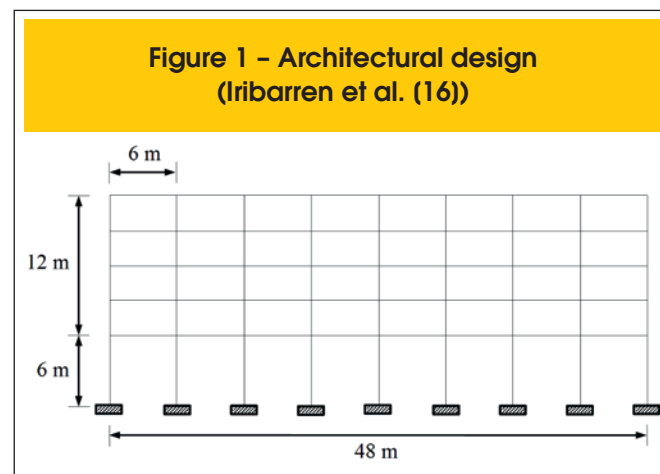 Figure 1 – Architectural design
(Iribarren et al. (16))
6 m
12 m
6 m
48 m